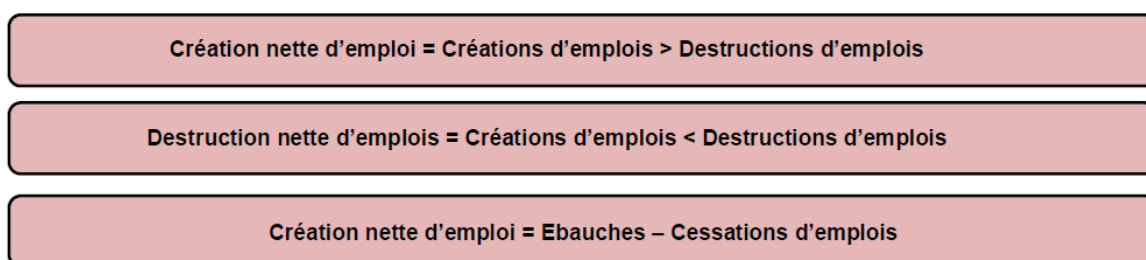 Création nette d'emploi = Créations d'emplois > Destructions d'emplois
Destruction nette d'emplois = Créations d'emplois < Destructions d'emplois
Création nette d'emploi = Ebauches – Cessations d'emplois